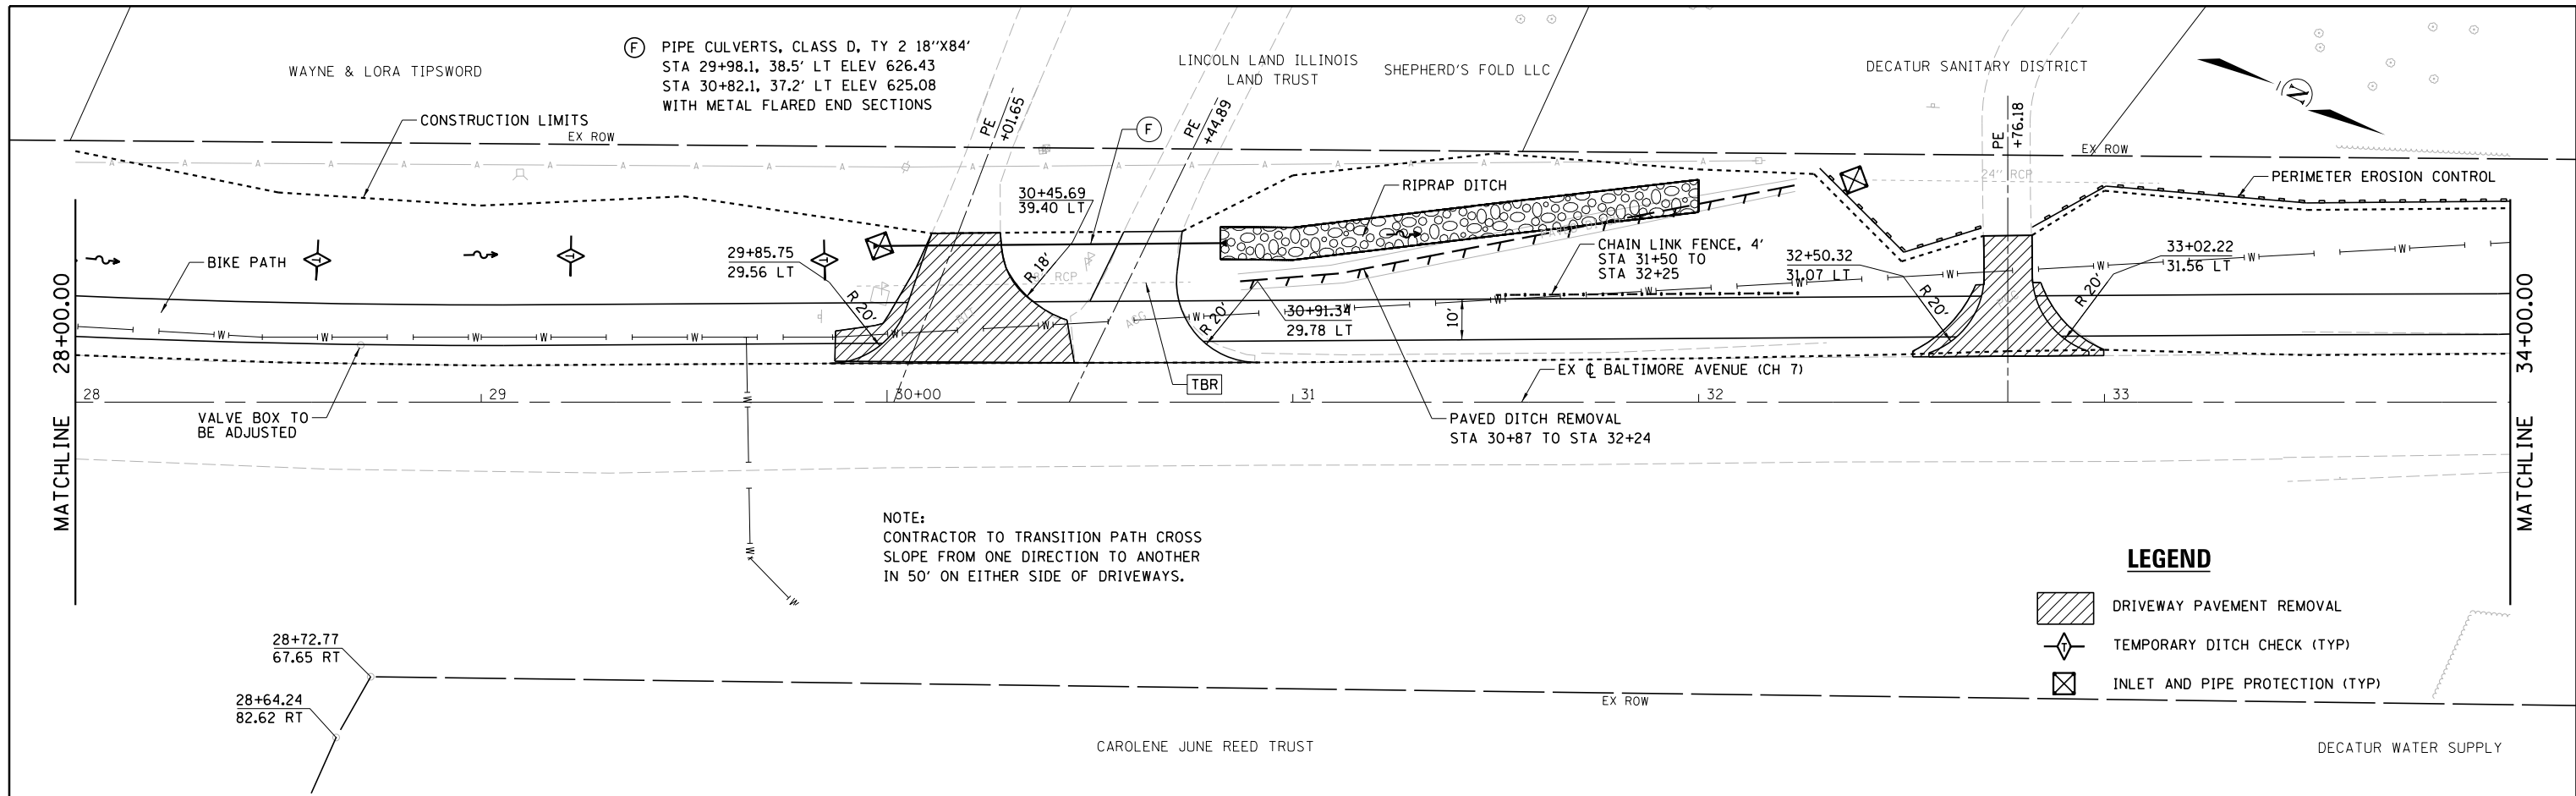 WAYNE & LORA TIPSWORD
Ⓕ PIPE CULVERTS, CLASS D, TY 2 18''X84'
STA 29+98.1, 38.5' LT ELEV 626.43
STA 30+82.1, 37.2' LT ELEV 625.08
WITH METAL FLARED END SECTIONS
LINCOLN LAND ILLINOIS
LAND TRUST
SHEPHERD'S FOLD LLC
DECATUR SANITARY DISTRICT
N
CONSTRUCTION LIMITS
EX ROW
PE
+01.65
F
PE
+44.89
PE
+76.18
EX ROW
24'' RCP
PERIMETER EROSION CONTROL
RIPRAP DITCH
30+45.69
39.40 LT
BIKE PATH
29+85.75
29.56 LT
R 20'
R 18'
RCP
BIT
AGG
R 20'
30+91.34
29.78 LT
10'
CHAIN LINK FENCE, 4'
STA 31+50 TO
STA 32+25
32+50.32
31.07 LT
R 20'
R 20'
33+02.22
31.56 LT
MATCHLINE 28+00.00
MATCHLINE 34+00.00
28
29
30+00
31
32
33
TBR
EX ℄ BALTIMORE AVENUE (CH 7)
VALVE BOX TO
BE ADJUSTED
PAVED DITCH REMOVAL
STA 30+87 TO STA 32+24
NOTE:
CONTRACTOR TO TRANSITION PATH CROSS
SLOPE FROM ONE DIRECTION TO ANOTHER
IN 50' ON EITHER SIDE OF DRIVEWAYS.
LEGEND
DRIVEWAY PAVEMENT REMOVAL
T TEMPORARY DITCH CHECK (TYP)
INLET AND PIPE PROTECTION (TYP)
28+72.77
67.65 RT
28+64.24
82.62 RT
EX ROW
CAROLENE JUNE REED TRUST
DECATUR WATER SUPPLY